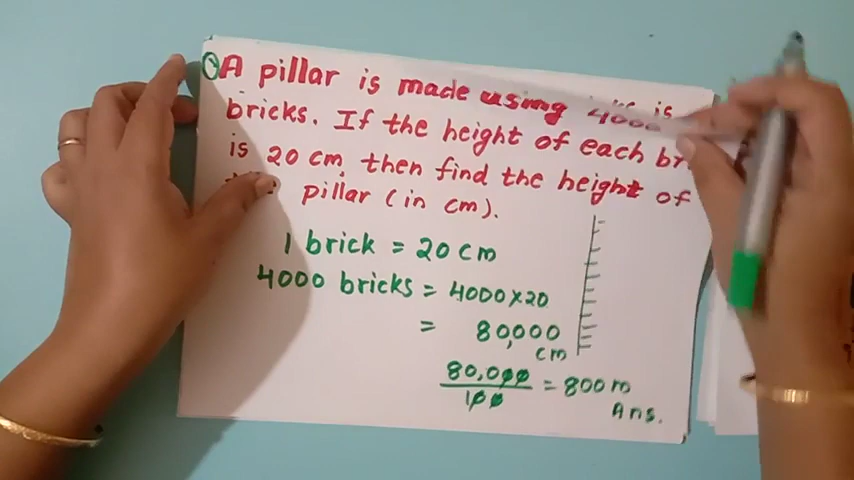 Q A pillar is made using 4000
bricks. If the height of each
is 20 cm, then find the height of
pillar (in cm).
1 brick = 20 cm
4000 bricks = 4000 x 20
= 80,000
cm
80,000
100
= 800 m
Ans.